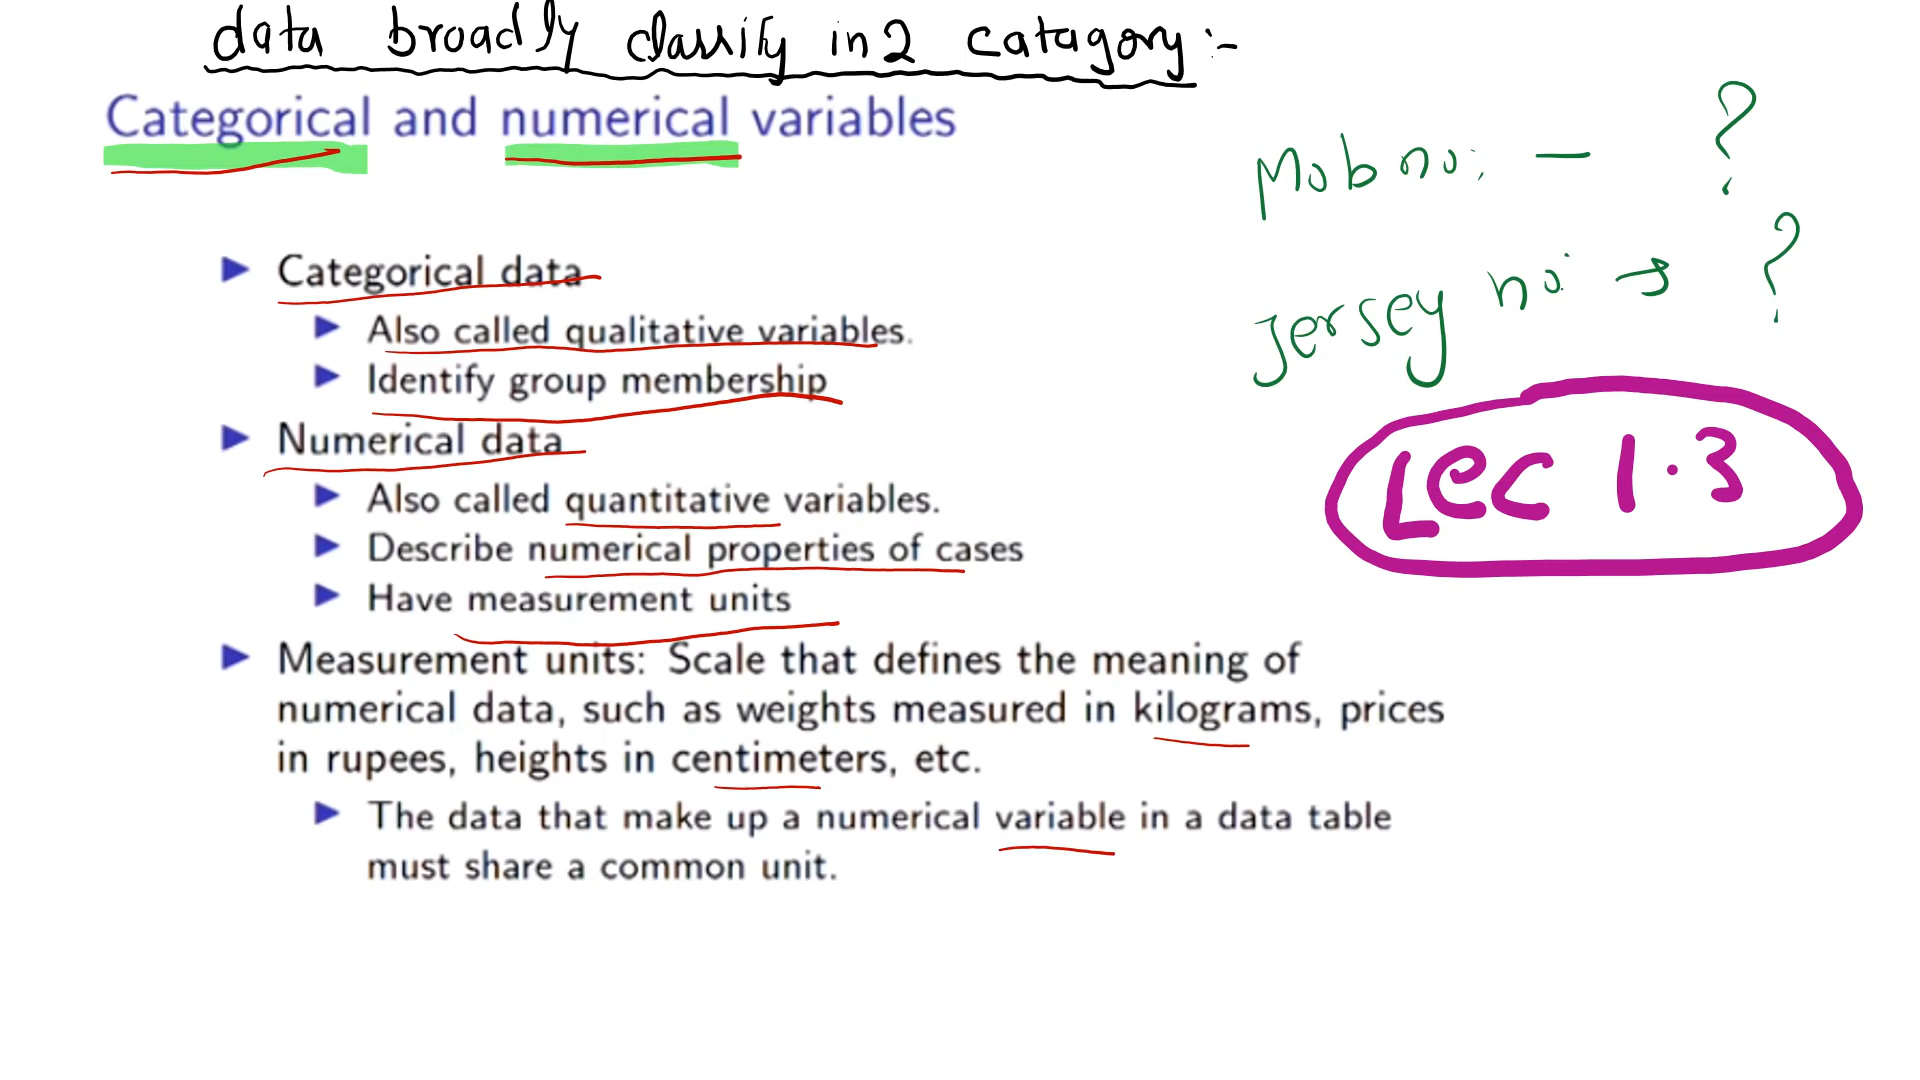 data broadly classify in 2 catagory :-
Categorical and numerical variables
Mob no: - ?
Jersey no: → ?
Lec 1.3
▶ Categorical data
▶ Also called qualitative variables.
▶ Identify group membership
▶ Numerical data
▶ Also called quantitative variables.
▶ Describe numerical properties of cases
▶ Have measurement units
▶ Measurement units: Scale that defines the meaning of
numerical data, such as weights measured in kilograms, prices
in rupees, heights in centimeters, etc.
▶ The data that make up a numerical variable in a data table
must share a common unit.